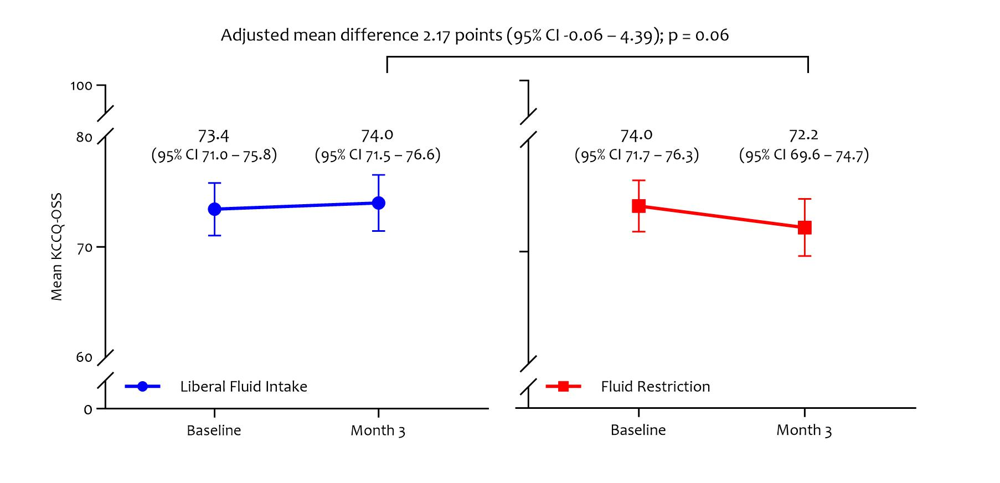 Adjusted mean difference 2.17 points (95% CI -0.06 – 4.39); p = 0.06
100
80
70
60
0
Mean KCCQ-OSS
73.4
(95% CI 71.0 – 75.8)
74.0
(95% CI 71.5 – 76.6)
Liberal Fluid Intake
Baseline
Month 3
74.0
(95% CI 71.7 – 76.3)
72.2
(95% CI 69.6 – 74.7)
Fluid Restriction
Baseline
Month 3